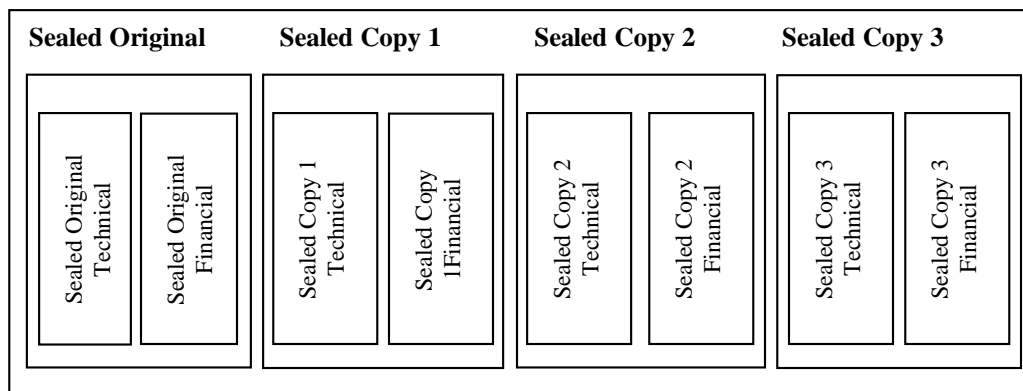 Sealed Original
Sealed Copy 1
Sealed Copy 2
Sealed Copy 3
Sealed Original
Technical
Sealed Original
Financial
Sealed Copy 1
Technical
Sealed Copy
1Financial
Sealed Copy 2
Technical
Sealed Copy 2
Financial
Sealed Copy 3
Technical
Sealed Copy 3
Financial